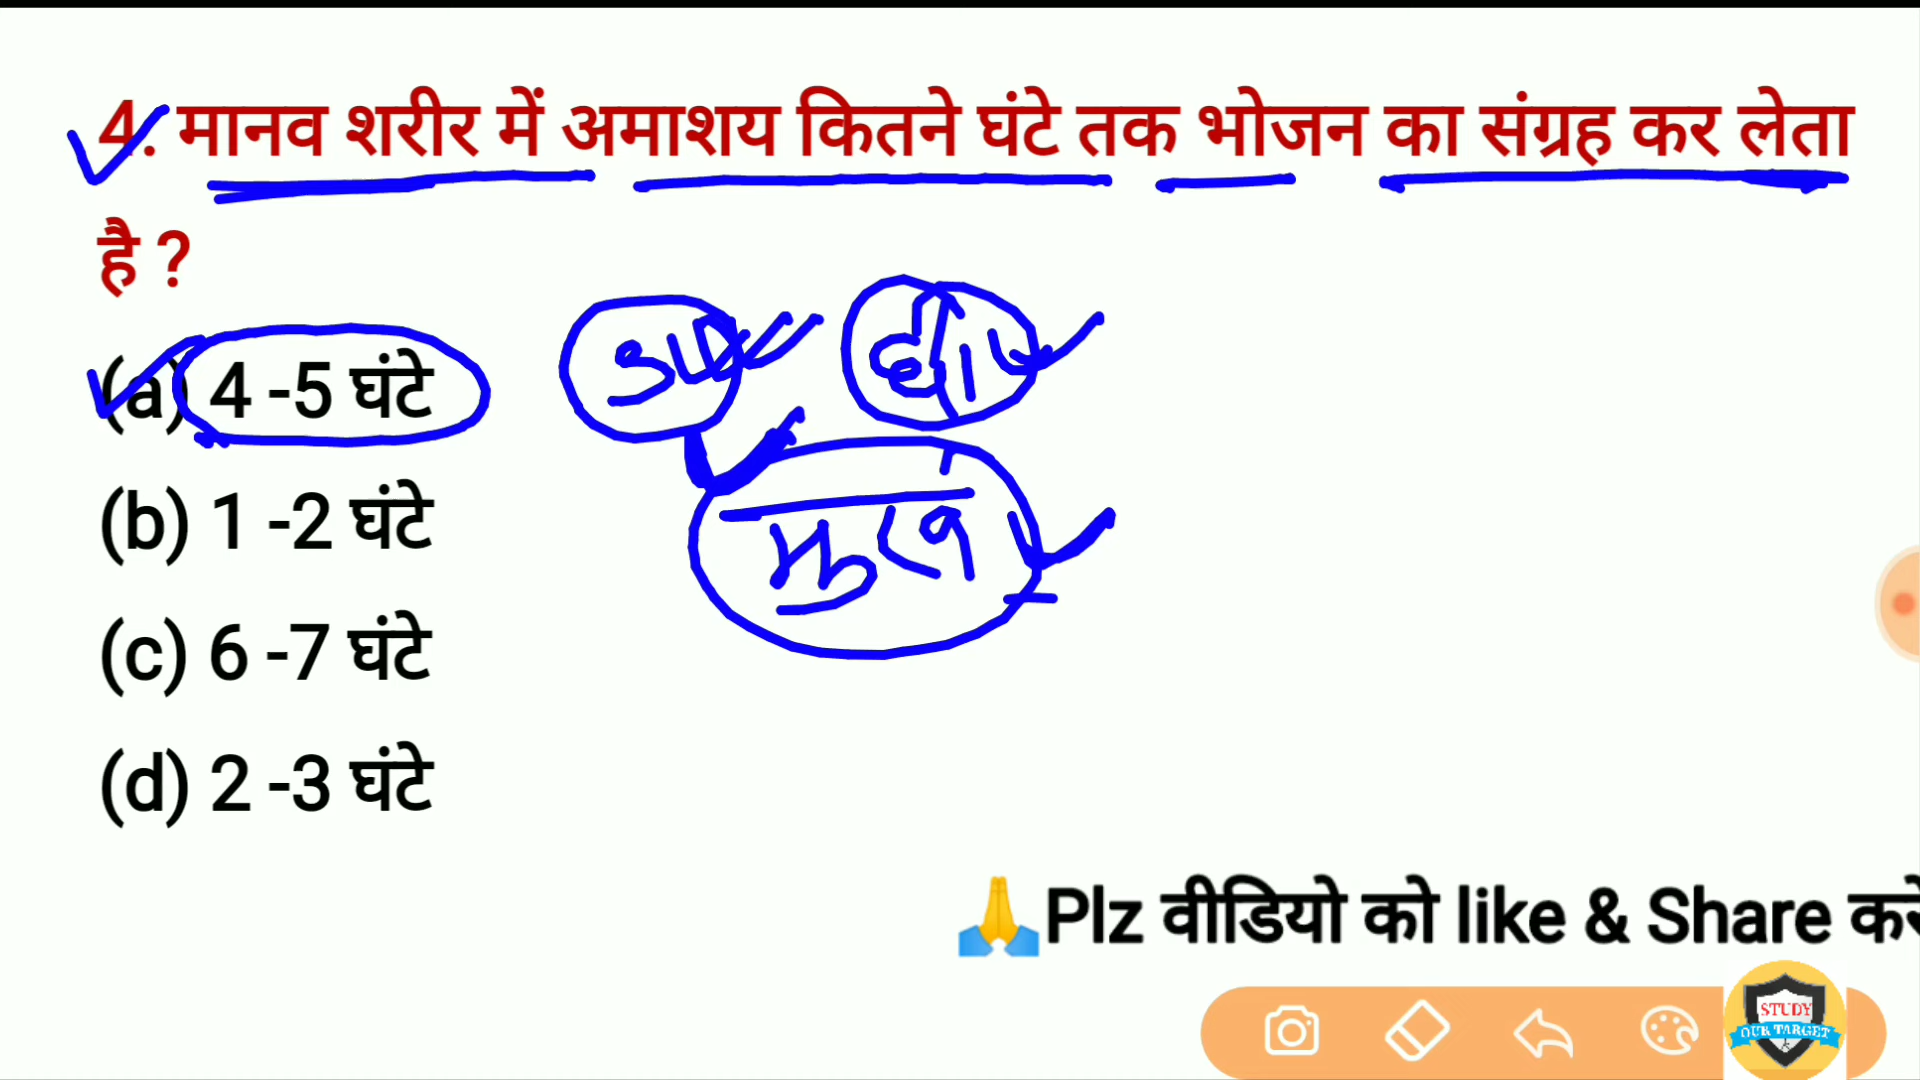 4. मानव शरीर में अमाशय कितने घंटे तक भोजन का संग्रह कर लेता
है ?
(a) 4 -5 घंटे
(b) 1 -2 घंटे
(c) 6 -7 घंटे
(d) 2 -3 घंटे
🙏Plz वीडियो को like & Share करे
STUDY
OUR TARGET